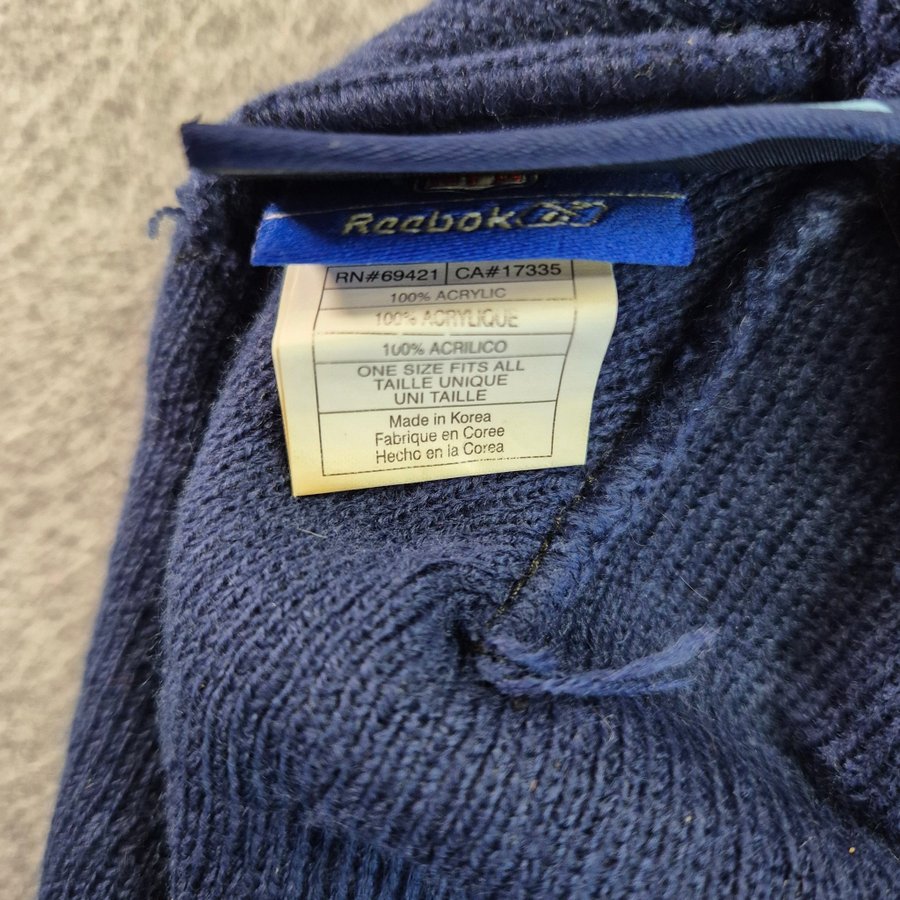 Reebok
RN#69421 CA#17335
100% ACRYLIC
100% ACRYLIQUE
100% ACRILICO
ONE SIZE FITS ALL
TAILLE UNIQUE
UNI TAILLE
Made in Korea
Fabrique en Coree
Hecho en la Corea